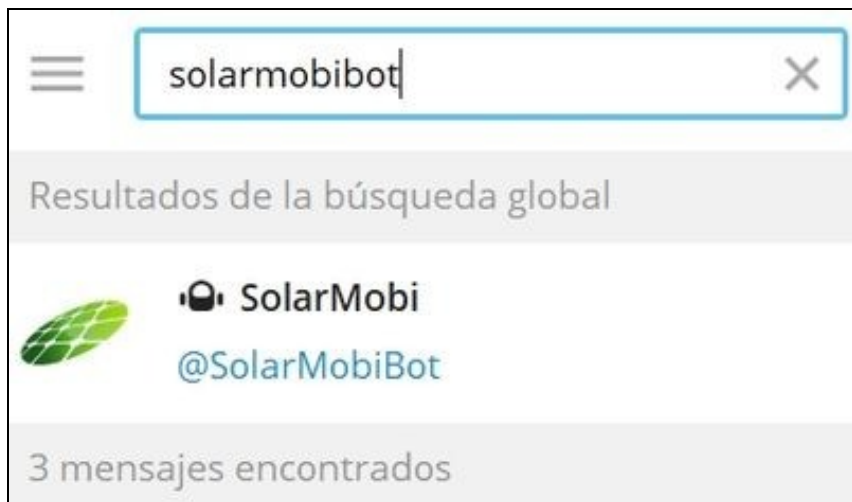 solarmobibot
Resultados de la búsqueda global
SolarMobi
@SolarMobiBot
3 mensajes encontrados